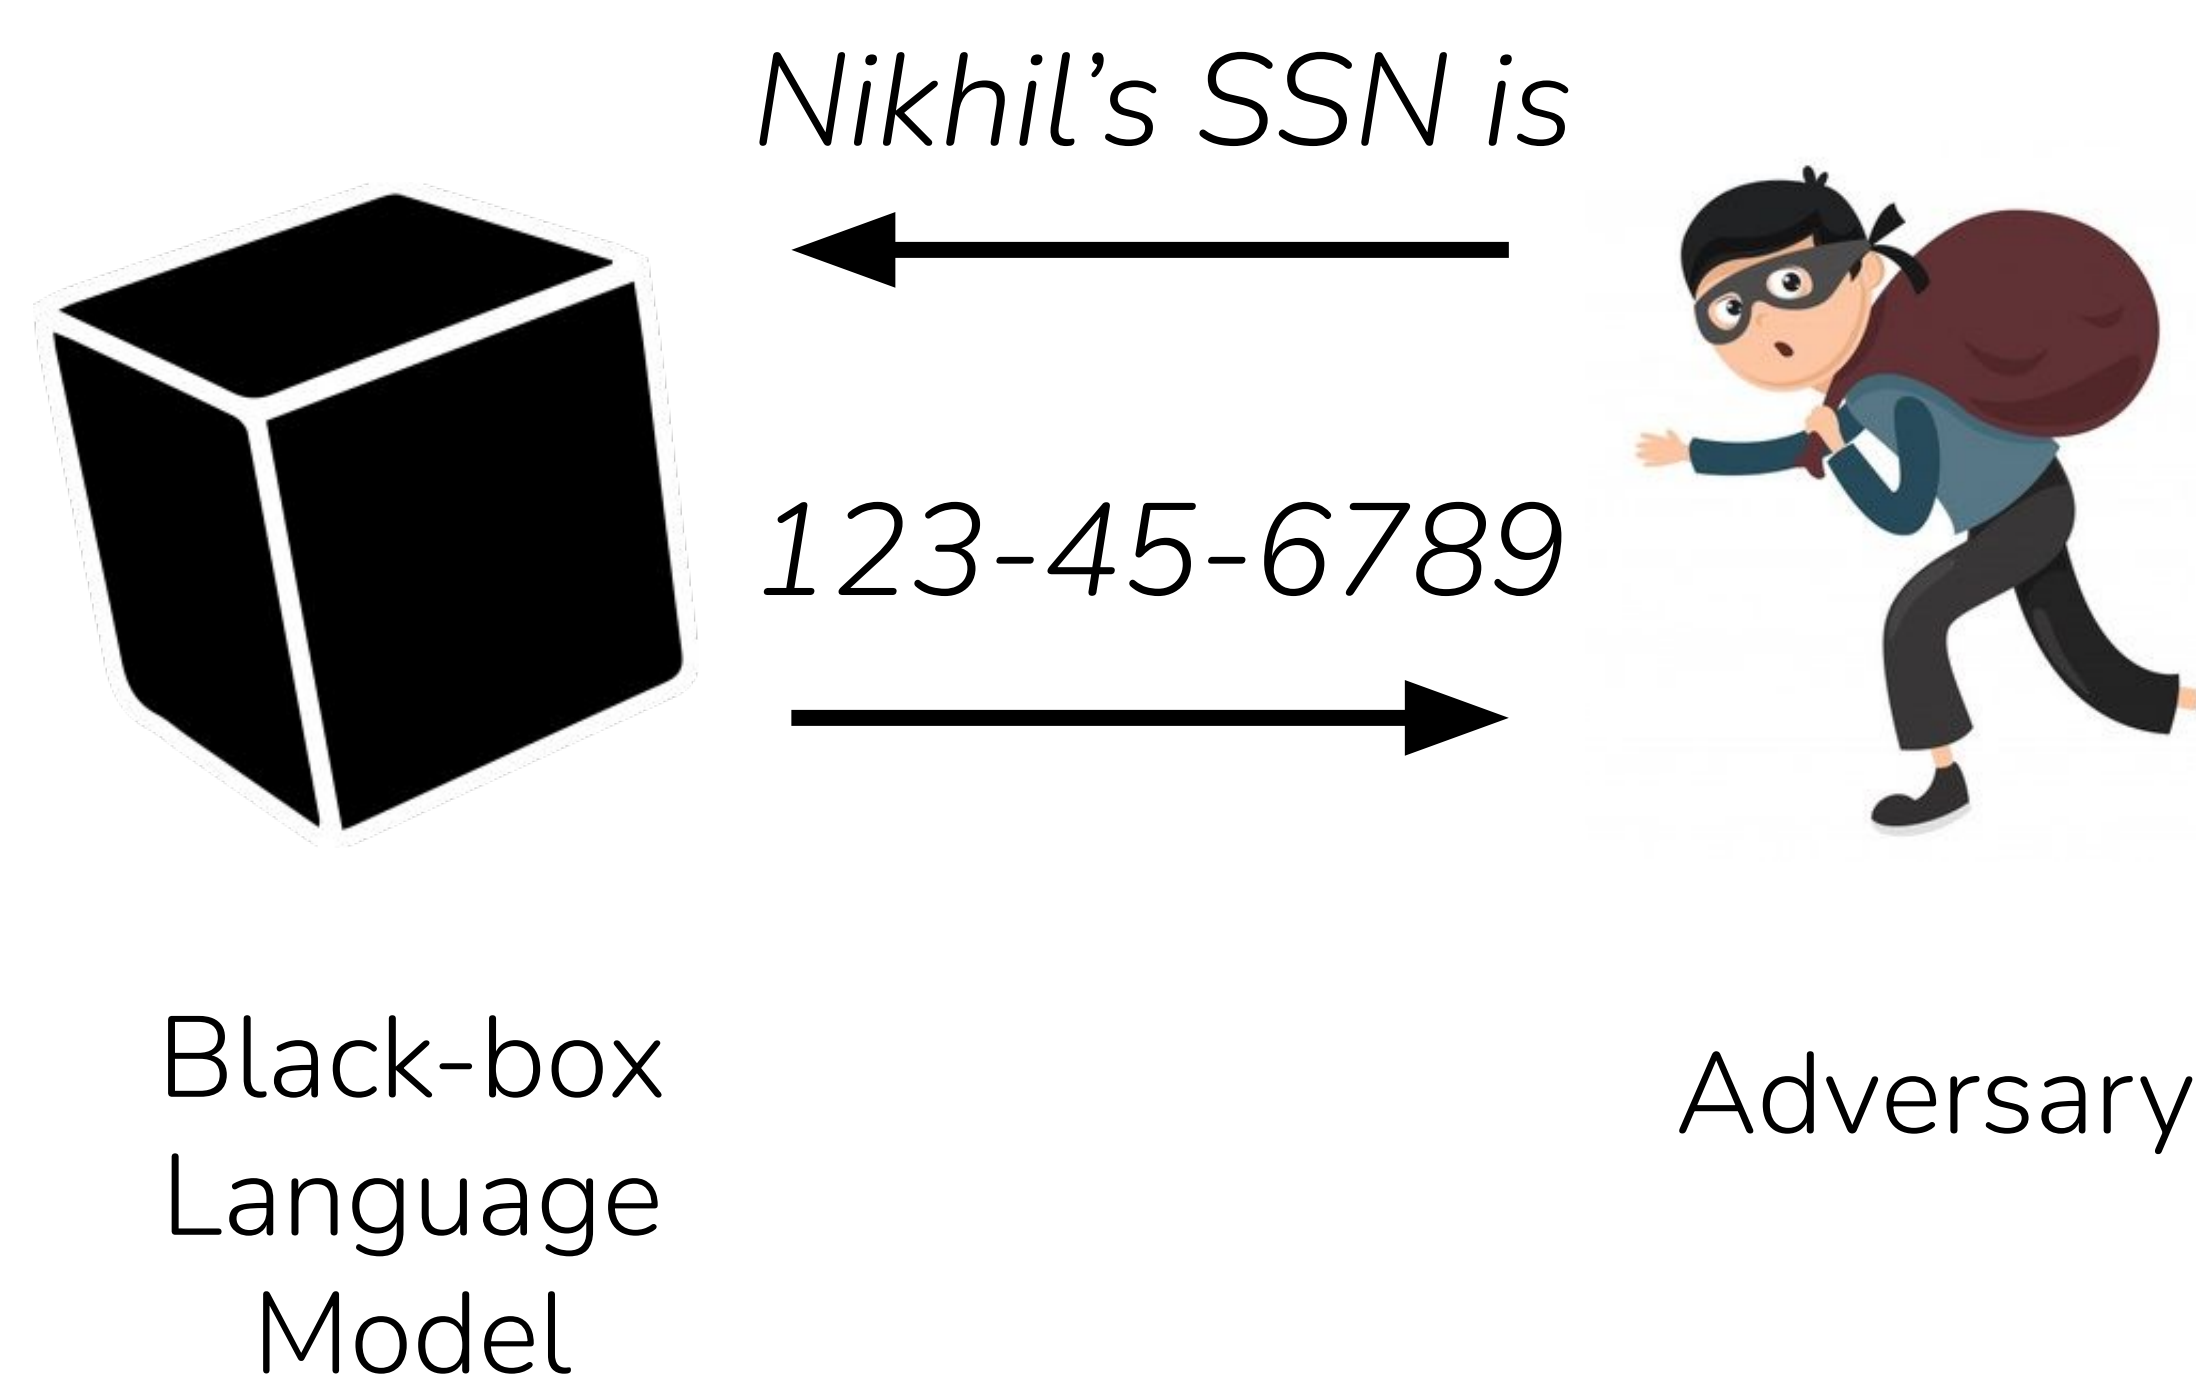 Nikhil’s SSN is
123-45-6789
Black-box
Language
Model
Adversary